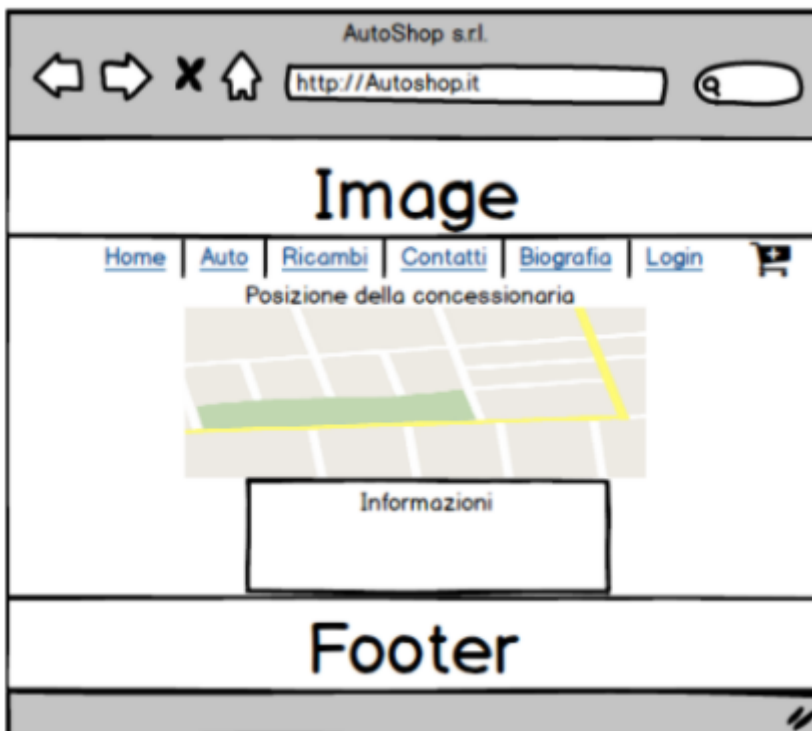 AutoShop s.r.l.
http://Autoshop.it
Image
Home Auto Ricambi Contatti Biografia Login
Posizione della concessionaria
Informazioni
Footer